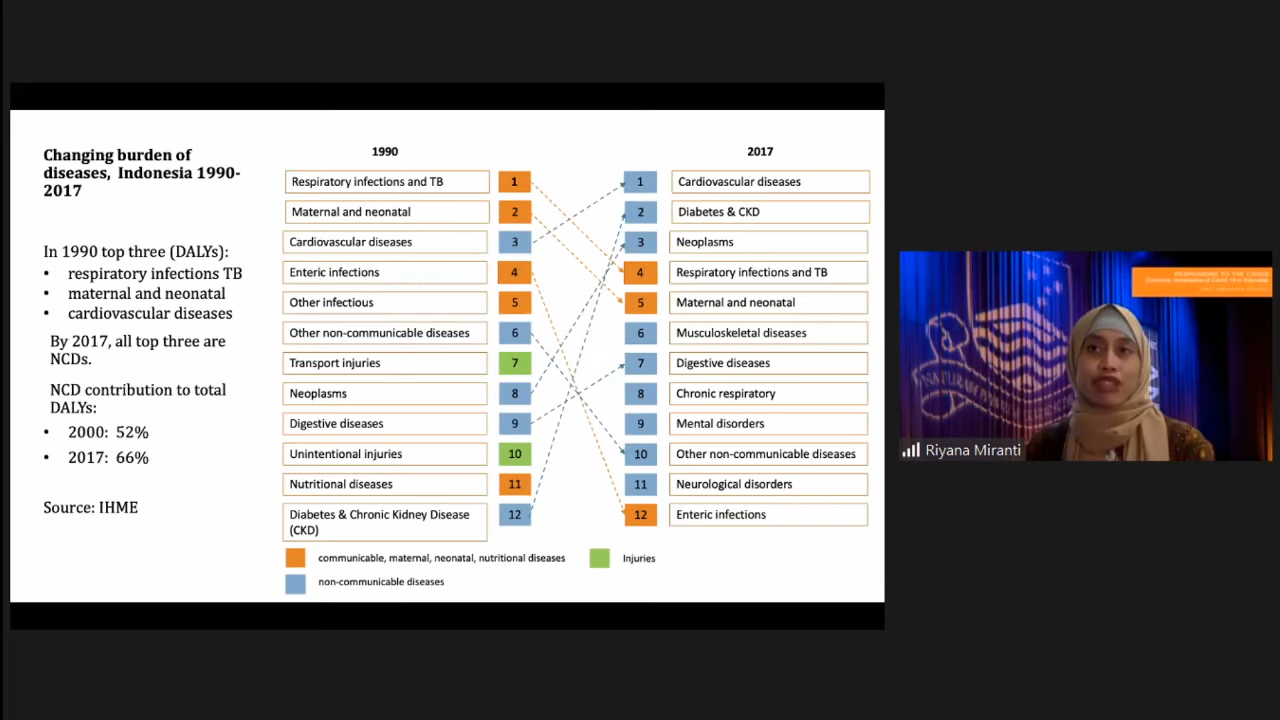 Changing burden of
diseases, Indonesia 1990-
2017
In 1990 top three (DALYs):
• respiratory infections TB
• maternal and neonatal
• cardiovascular diseases
By 2017, all top three are
NCDs.
NCD contribution to total
DALYs:
• 2000: 52%
• 2017: 66%
Source: IHME
1990 2017
Respiratory infections and TB 1 1 Cardiovascular diseases
Maternal and neonatal 2 2 Diabetes & CKD
Cardiovascular diseases 3 3 Neoplasms
Enteric infections 4 4 Respiratory infections and TB
Other infectious 5 5 Maternal and neonatal
Other non-communicable diseases 6 6 Musculoskeletal diseases
Transport injuries 7 7 Digestive diseases
Neoplasms 8 8 Chronic respiratory
Digestive diseases 9 9 Mental disorders
Unintentional injuries 10 10 Other non-communicable diseases
Nutritional diseases 11 11 Neurological disorders
Diabetes & Chronic Kidney Disease
(CKD) 12 12 Enteric infections
communicable, maternal, neonatal, nutritional diseases Injuries
non-communicable diseases
RESPONDING TO THE CRISIS
Riyana Miranti